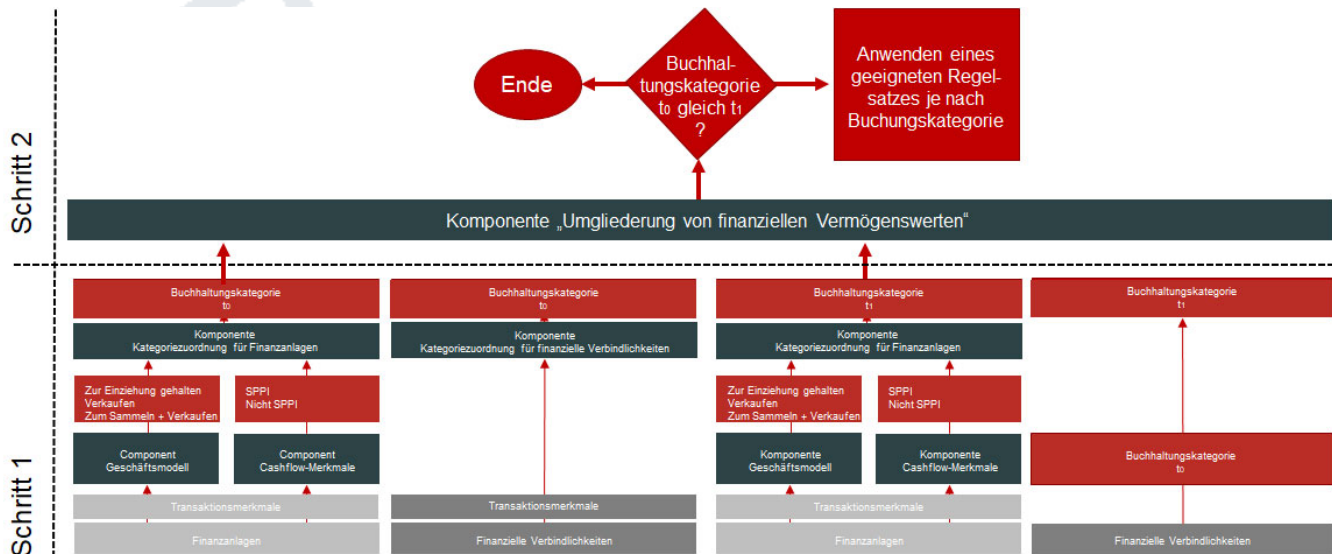 Schritt 2
Ende
Buchhal-
tungskategorie
t0 gleich t1
?
Anwenden eines
geeigneten Regel-
satzes je nach
Buchungskategorie
Komponente „Umgliederung von finanziellen Vermögenswerten“
Schritt 1
Buchhaltungskategorie
t0
Komponente
Kategoriezuordnung für Finanzanlagen
Zur Einziehung gehalten
Verkaufen
Zum Sammeln + Verkaufen
SPPI
Nicht SPPI
Component
Geschäftsmodell
Component
Cashflow-Merkmale
Transaktionsmerkmale
Finanzanlagen
Buchhaltungskategorie
t0
Komponente
Kategoriezuordnung für finanzielle Verbindlichkeiten
Transaktionsmerkmale
Finanzielle Verbindlichkeiten
Buchhaltungskategorie
t1
Komponente
Kategoriezuordnung für Finanzanlagen
Zur Einziehung gehalten
Verkaufen
Zum Sammeln + Verkaufen
SPPI
Nicht SPPI
Komponente
Geschäftsmodell
Komponente
Cashflow-Merkmale
Transaktionsmerkmale
Finanzanlagen
Buchhaltungskategorie
t1
Buchhaltungskategorie
t0
Finanzielle Verbindlichkeiten